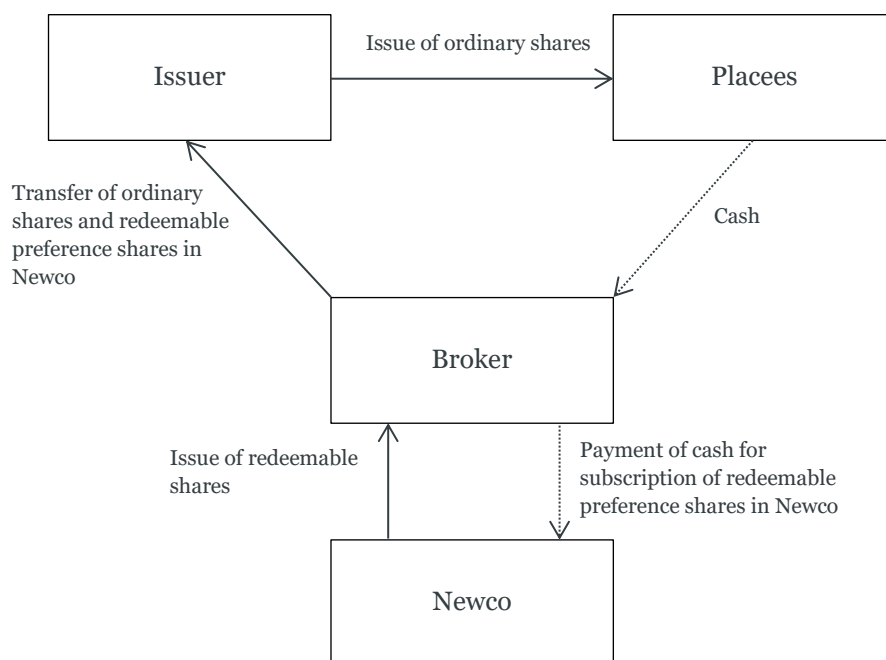 Issue of ordinary shares
Issuer
Placees
Transfer of ordinary
shares and redeemable
preference shares in
Newco
Cash
Broker
Issue of redeemable
shares
Payment of cash for
subscription of redeemable
preference shares in Newco
Newco